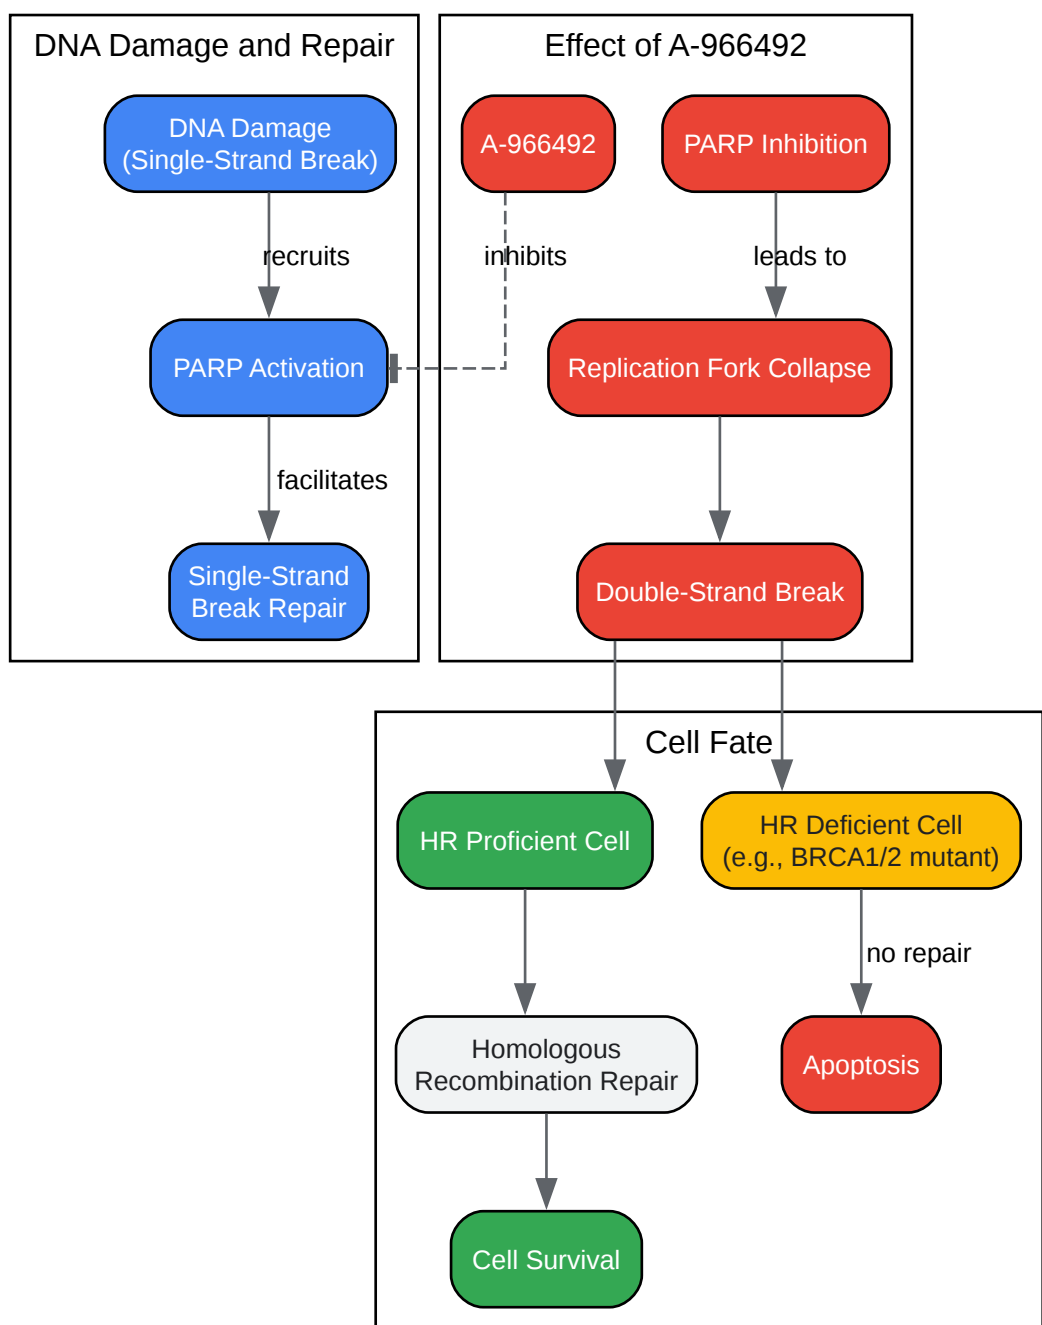 DNA Damage and Repair
DNA Damage
(Single-Strand Break)
recruits
PARP Activation
facilitates
Single-Strand
Break Repair
Effect of A-966492
A-966492
inhibits
PARP Inhibition
leads to
Replication Fork Collapse
Double-Strand Break
Cell Fate
HR Proficient Cell
Homologous
Recombination Repair
Cell Survival
HR Deficient Cell
(e.g., BRCA1/2 mutant)
no repair
Apoptosis